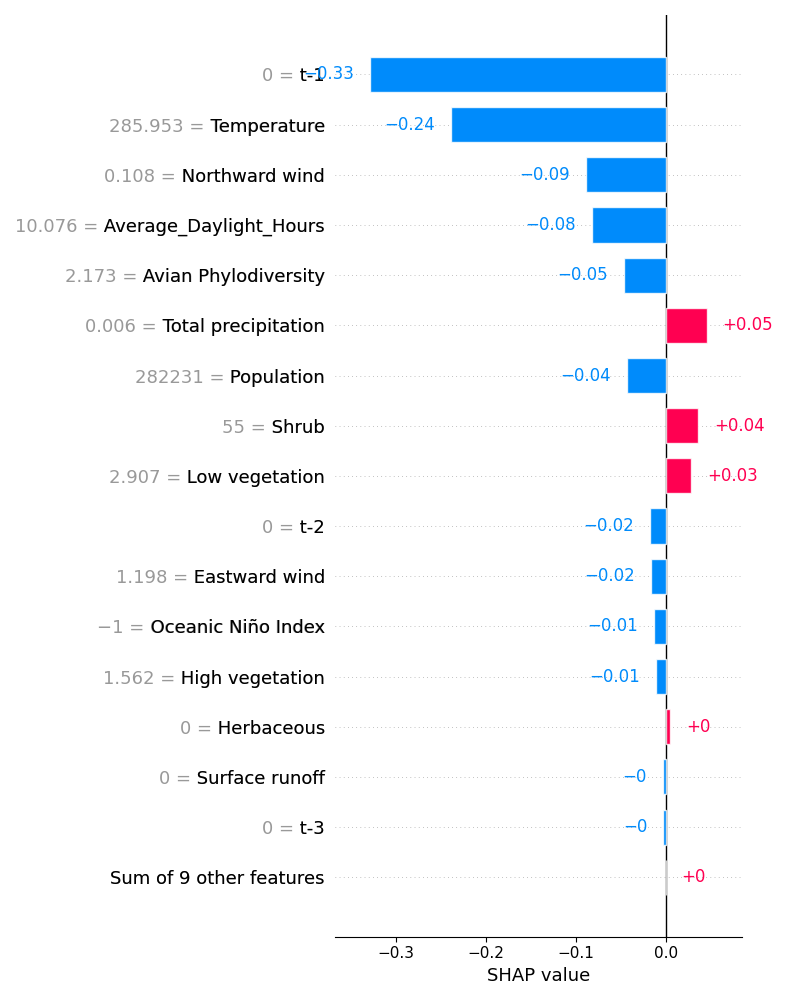 0 = t-1 −0.33
285.953 = Temperature −0.24
0.108 = Northward wind −0.09
10.076 = Average_Daylight_Hours −0.08
2.173 = Avian Phylodiversity −0.05
0.006 = Total precipitation +0.05
282231 = Population −0.04
55 = Shrub +0.04
2.907 = Low vegetation +0.03
0 = t-2 −0.02
1.198 = Eastward wind −0.02
−1 = Oceanic Niño Index −0.01
1.562 = High vegetation −0.01
0 = Herbaceous +0
0 = Surface runoff −0
0 = t-3 −0
Sum of 9 other features +0
−0.3 −0.2 −0.1 0.0
SHAP value